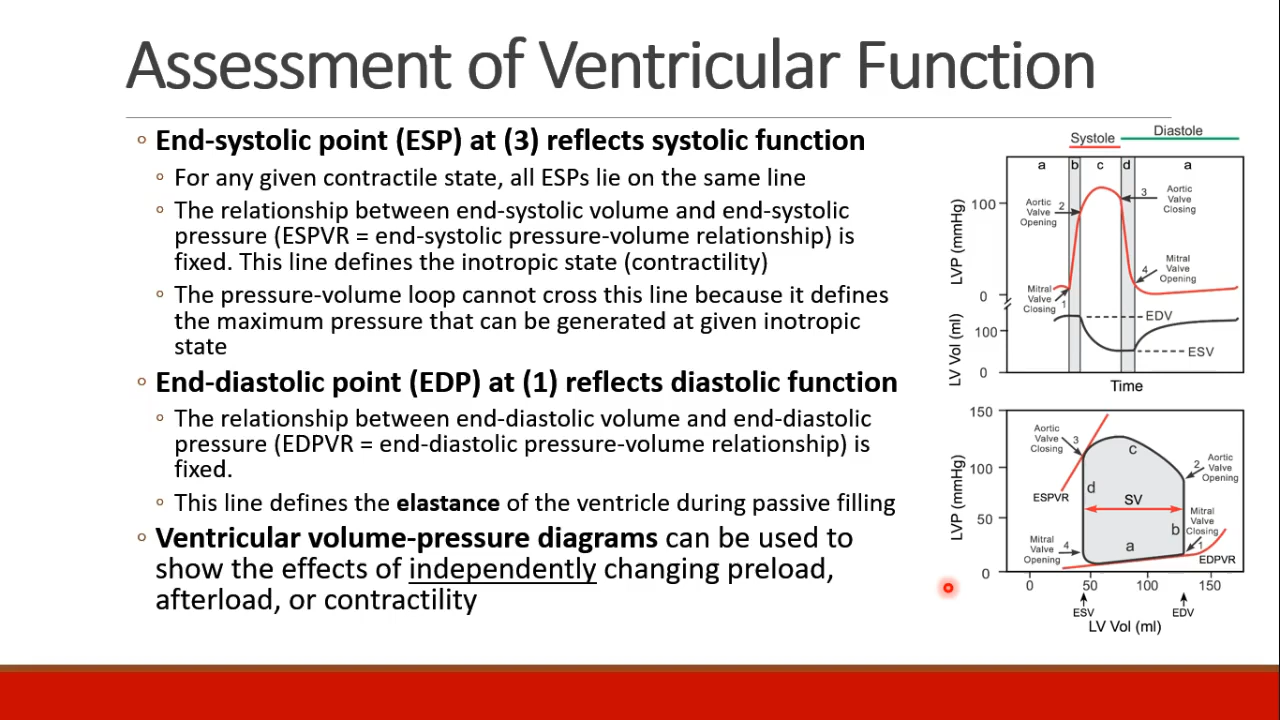 Assessment of Ventricular Function
◦ End-systolic point (ESP) at (3) reflects systolic function
◦ For any given contractile state, all ESPs lie on the same line
◦ The relationship between end-systolic volume and end-systolic
pressure (ESPVR = end-systolic pressure-volume relationship) is
fixed. This line defines the inotropic state (contractility)
◦ The pressure-volume loop cannot cross this line because it defines
the maximum pressure that can be generated at given inotropic
state
◦ End-diastolic point (EDP) at (1) reflects diastolic function
◦ The relationship between end-diastolic volume and end-diastolic
pressure (EDPVR = end-diastolic pressure-volume relationship) is
fixed.
◦ This line defines the elastance of the ventricle during passive filling
◦ Ventricular volume-pressure diagrams can be used to
show the effects of independently changing preload,
afterload, or contractility
Systole
Diastole
a
b
c
d
a
LVP (mmHg)
100
0
Aortic
Valve
Opening
2
3
Aortic
Valve
Closing
4
Mitral
Valve
Opening
Mitral
Valve
Closing
1
LV Vol (ml)
100
0
EDV
ESV
Time
LVP (mmHg)
150
100
50
0
Aortic
Valve
Closing
3
c
2
Aortic
Valve
Opening
ESPVR
d
SV
b
Mitral
Valve
Closing
1
Mitral
Valve
Opening
4
a
EDPVR
0
50
100
150
ESV
EDV
LV Vol (ml)